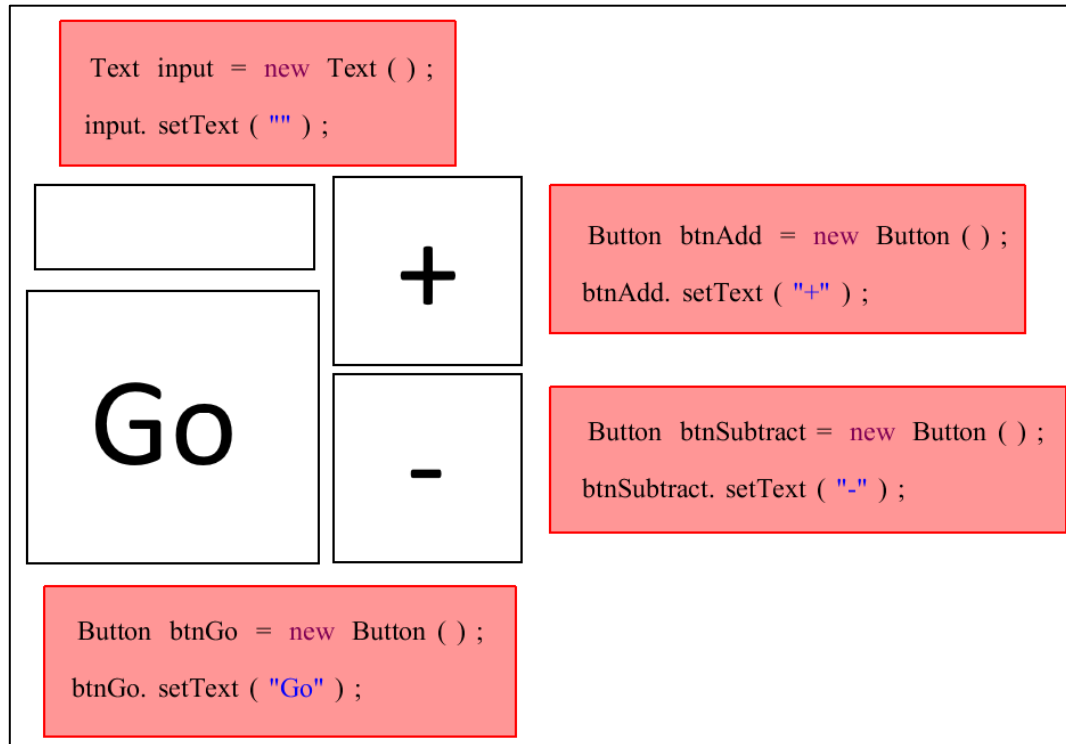 Text input = new Text ( ) ;
input. setText ( "" ) ;
+
Button btnAdd = new Button ( ) ;
btnAdd. setText ( "+" ) ;
Go
-
Button btnSubtract = new Button ( ) ;
btnSubtract. setText ( "-" ) ;
Button btnGo = new Button ( ) ;
btnGo. setText ( "Go" ) ;